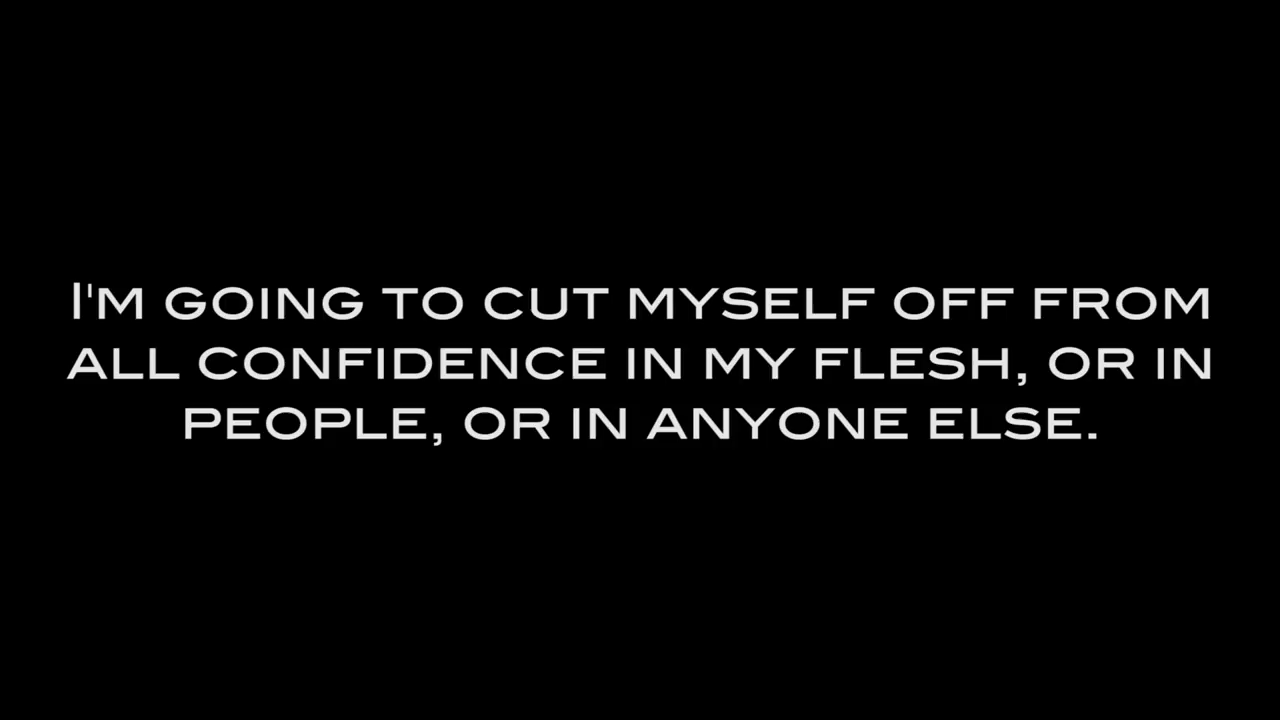 I'M GOING TO CUT MYSELF OFF FROM
ALL CONFIDENCE IN MY FLESH, OR IN
PEOPLE, OR IN ANYONE ELSE.